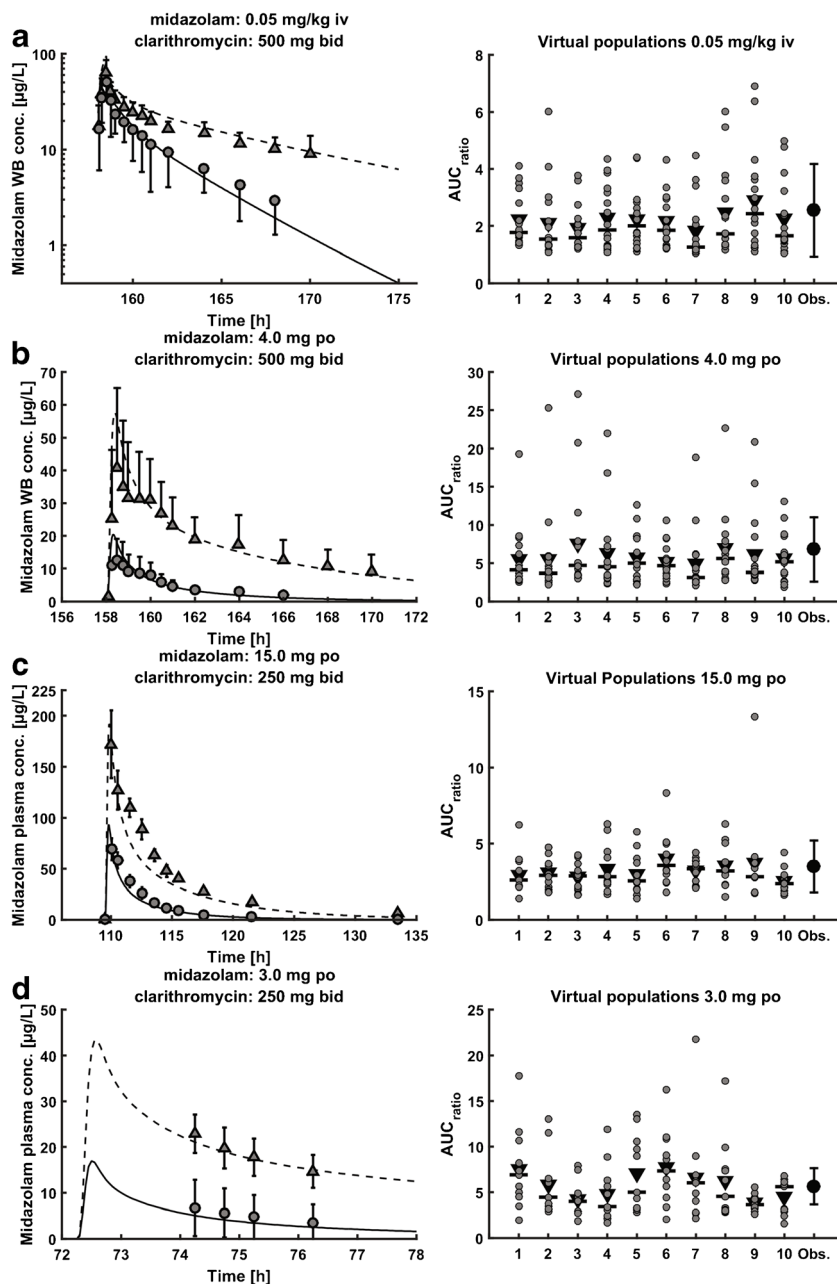 a
midazolam: 0.05 mg/kg iv
clarithromycin: 500 mg bid
Midazolam WB conc. [µg/L]
100
10
1
160
165
170
175
Time [h]
Virtual populations 0.05 mg/kg iv
AUCratio
8
6
4
2
0
1 2 3 4 5 6 7 8 9 10 Obs.
b
midazolam: 4.0 mg po
clarithromycin: 500 mg bid
Midazolam WB conc. [µg/L]
70
60
50
40
30
20
10
0
156 158 160 162 164 166 168 170 172
Time [h]
Virtual populations 4.0 mg po
AUCratio
30
25
20
15
10
5
0
1 2 3 4 5 6 7 8 9 10 Obs.
c
midazolam: 15.0 mg po
clarithromycin: 250 mg bid
Midazolam plasma conc. [µg/L]
225
200
150
100
50
0
110 115 120 125 130 135
Time [h]
Virtual Populations 15.0 mg po
AUCratio
15
10
5
0
1 2 3 4 5 6 7 8 9 10 Obs.
d
midazolam: 3.0 mg po
clarithromycin: 250 mg bid
Midazolam plasma conc. [µg/L]
50
40
30
20
10
0
72 73 74 75 76 77 78
Time [h]
Virtual populations 3.0 mg po
AUCratio
25
20
15
10
5
0
1 2 3 4 5 6 7 8 9 10 Obs.